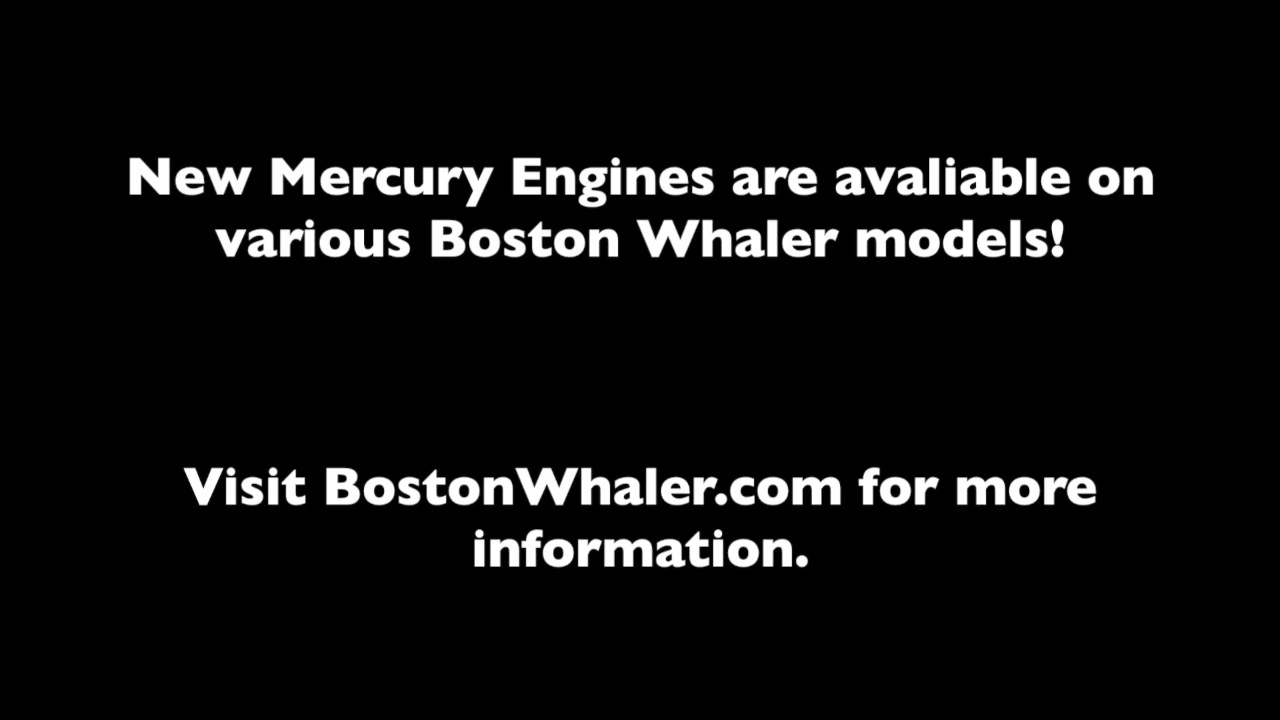 New Mercury Engines are avaliable on
various Boston Whaler models!
Visit BostonWhaler.com for more
information.